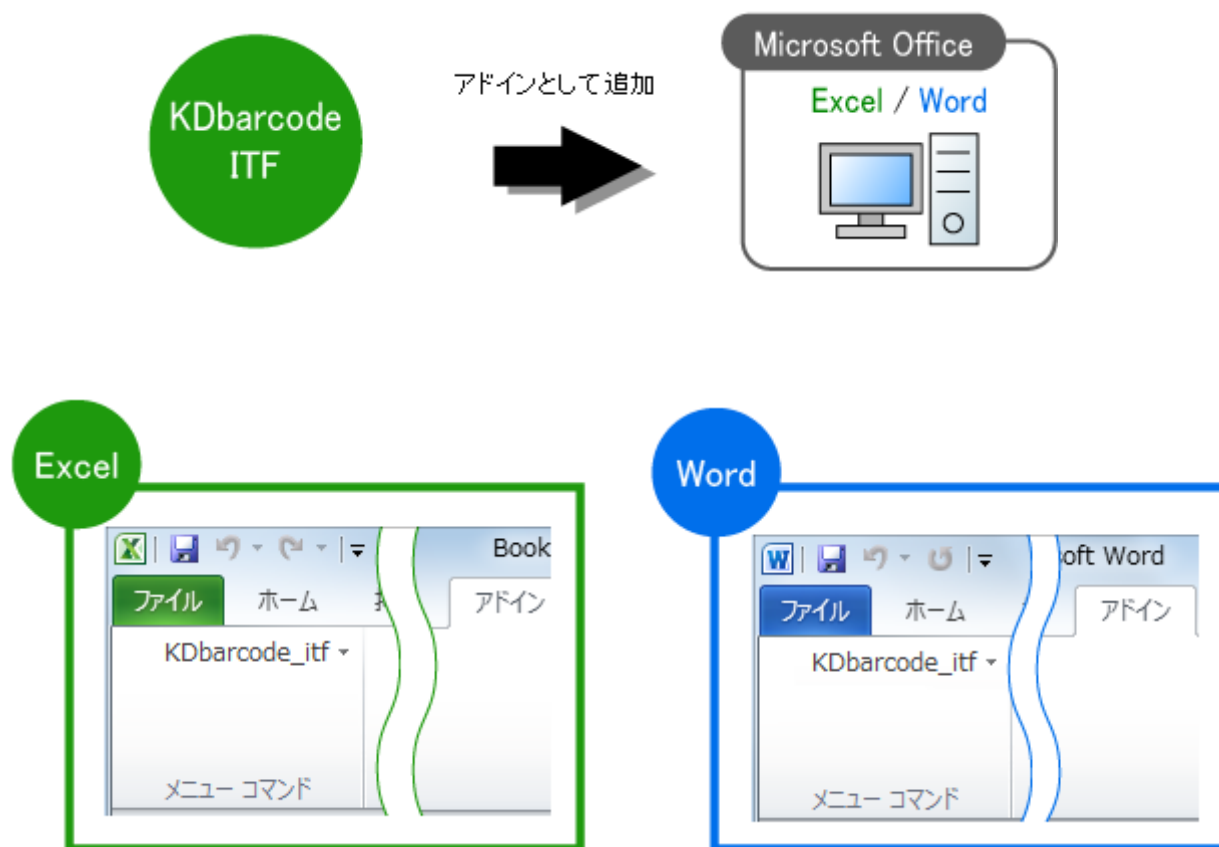 KDbarcode
ITF
アドインとして追加
Microsoft Office
Excel / Word
Excel
Book
ファイル ホーム アドイン
KDbarcode_itf
メニュー コマンド
Word
oft Word
ファイル ホーム アドイン
KDbarcode_itf
メニュー コマンド